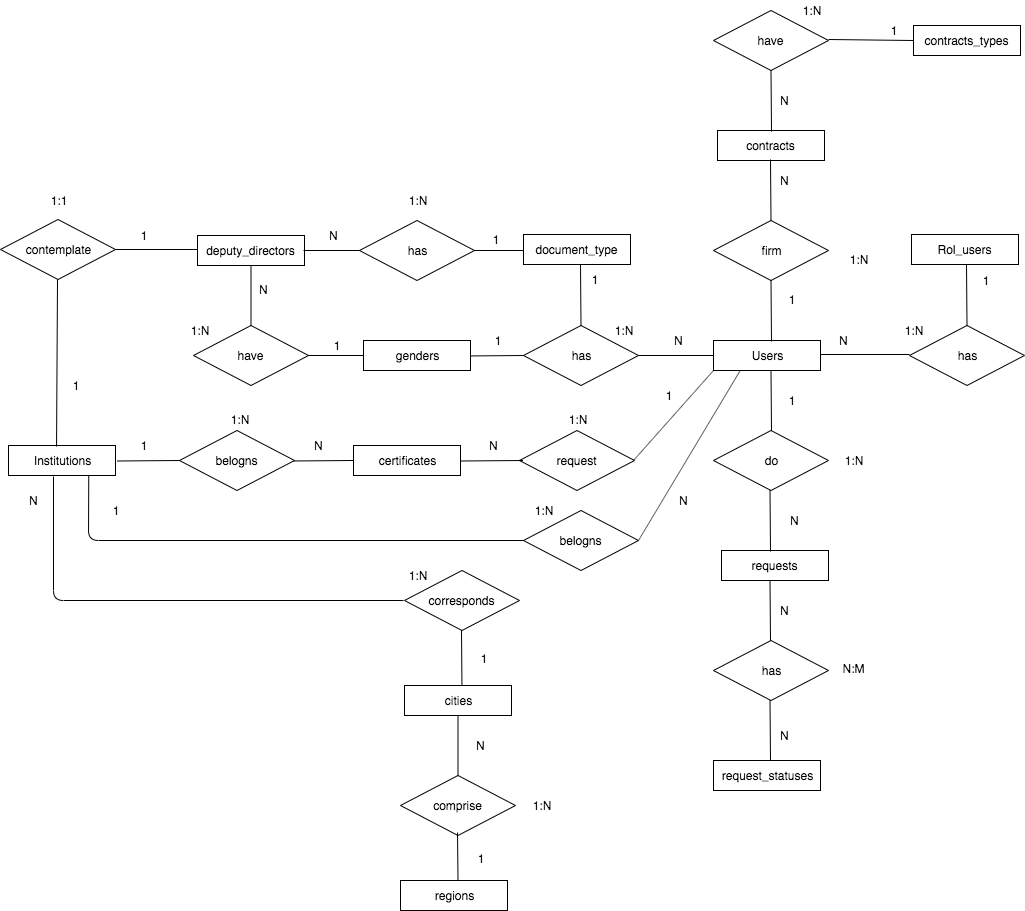 1:N
have
1
contracts_types
N
contracts
N
1:1
1:N
contemplate
1
deputy_directors
N
has
1
document_type
firm
1:N
Rol_users
N
1
1
1
1:N
have
1
genders
1
1:N
has
N
Users
N
1:N
has
1
1
1
1:N
1:N
Institutions
1
belogns
N
certificates
N
request
do
1:N
N
1
1:N
N
belogns
N
requests
1:N
corresponds
N
1
has
N:M
cities
N
N
request_statuses
comprise
1:N
1
regions